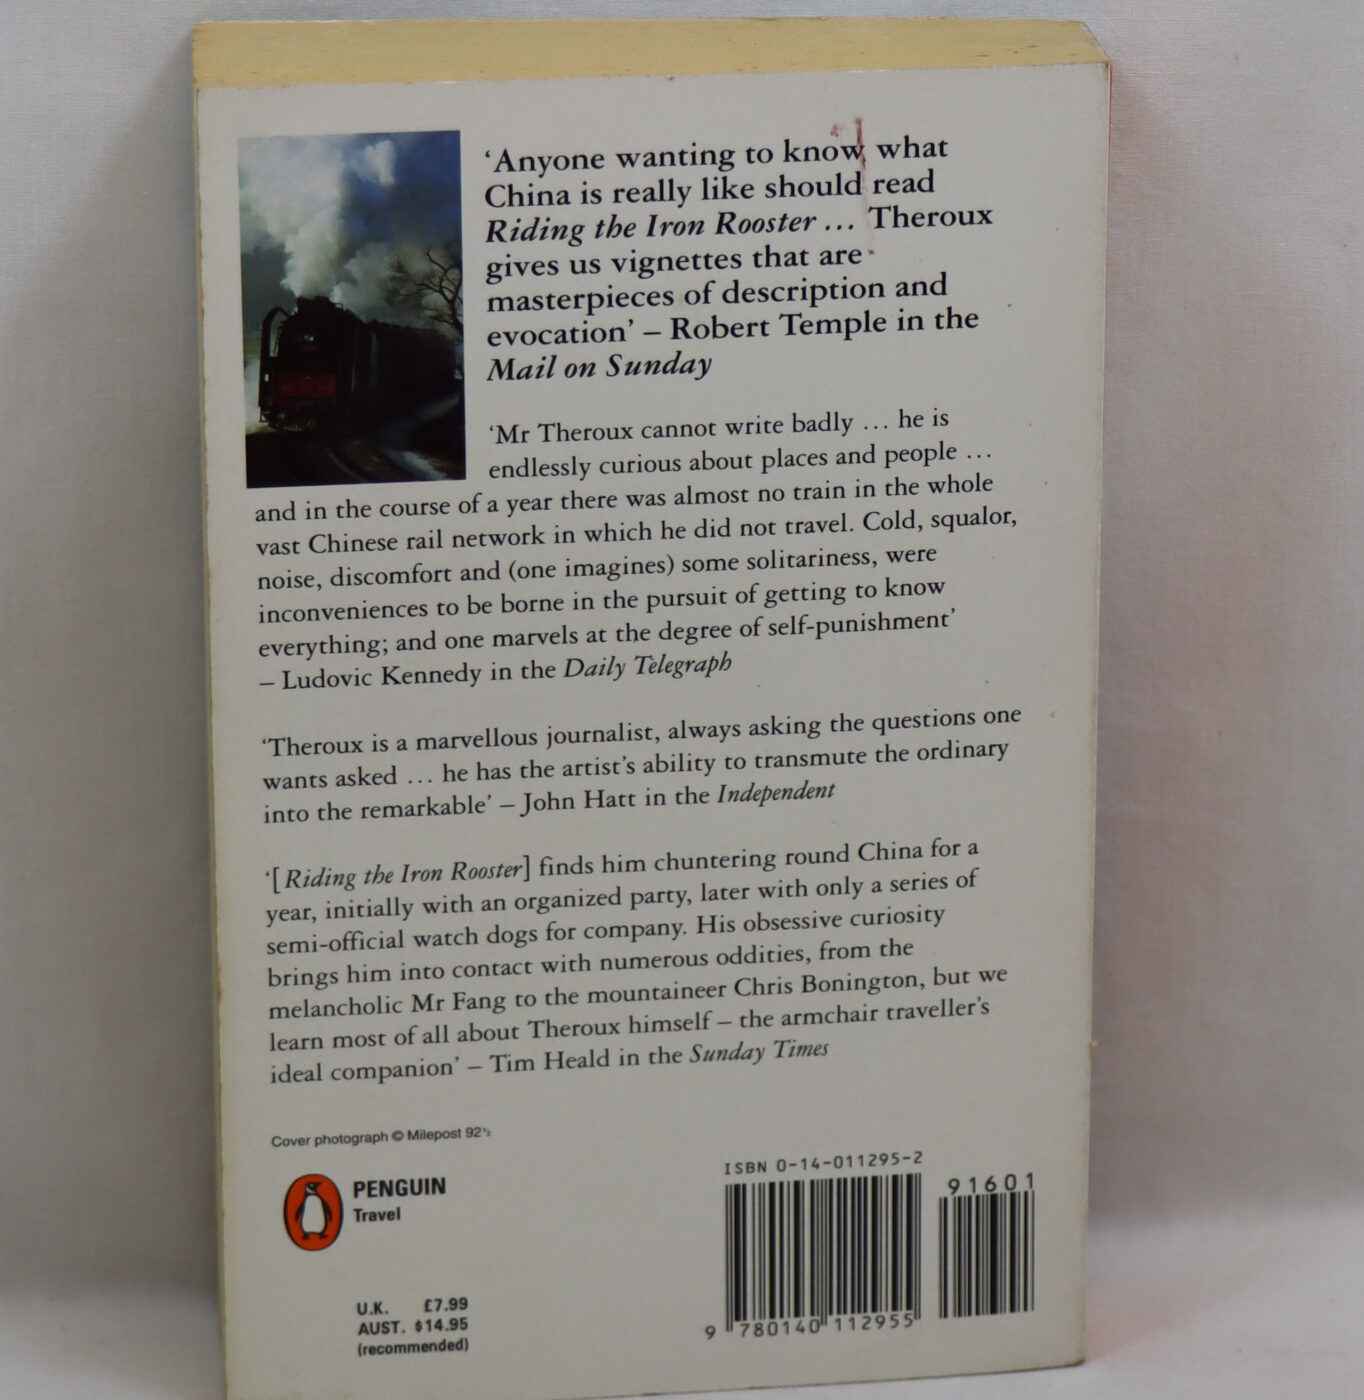 ‘Anyone wanting to know what
China is really like should read
Riding the Iron Rooster … Theroux
gives us vignettes that are
masterpieces of description and
evocation’ – Robert Temple in the
Mail on Sunday
‘Mr Theroux cannot write badly … he is
endlessly curious about places and people …
and in the course of a year there was almost no train in the whole
vast Chinese rail network in which he did not travel. Cold, squalor,
noise, discomfort and (one imagines) some solitariness, were
inconveniences to be borne in the pursuit of getting to know
everything; and one marvels at the degree of self-punishment’
– Ludovic Kennedy in the Daily Telegraph
‘Theroux is a marvellous journalist, always asking the questions one
wants asked … he has the artist’s ability to transmute the ordinary
into the remarkable’ – John Hatt in the Independent
‘[Riding the Iron Rooster] finds him chuntering round China for a
year, initially with an organized party, later with only a series of
semi-official watch dogs for company. His obsessive curiosity
brings him into contact with numerous oddities, from the
melancholic Mr Fang to the mountaineer Chris Bonington, but we
learn most of all about Theroux himself – the armchair traveller’s
ideal companion’ – Tim Heald in the Sunday Times
Cover photograph © Milepost 92½
PENGUIN
Travel
U.K. £7.99
AUST. $14.95
(recommended)
ISBN 0-14-011295-2
91601
9 780140 112955